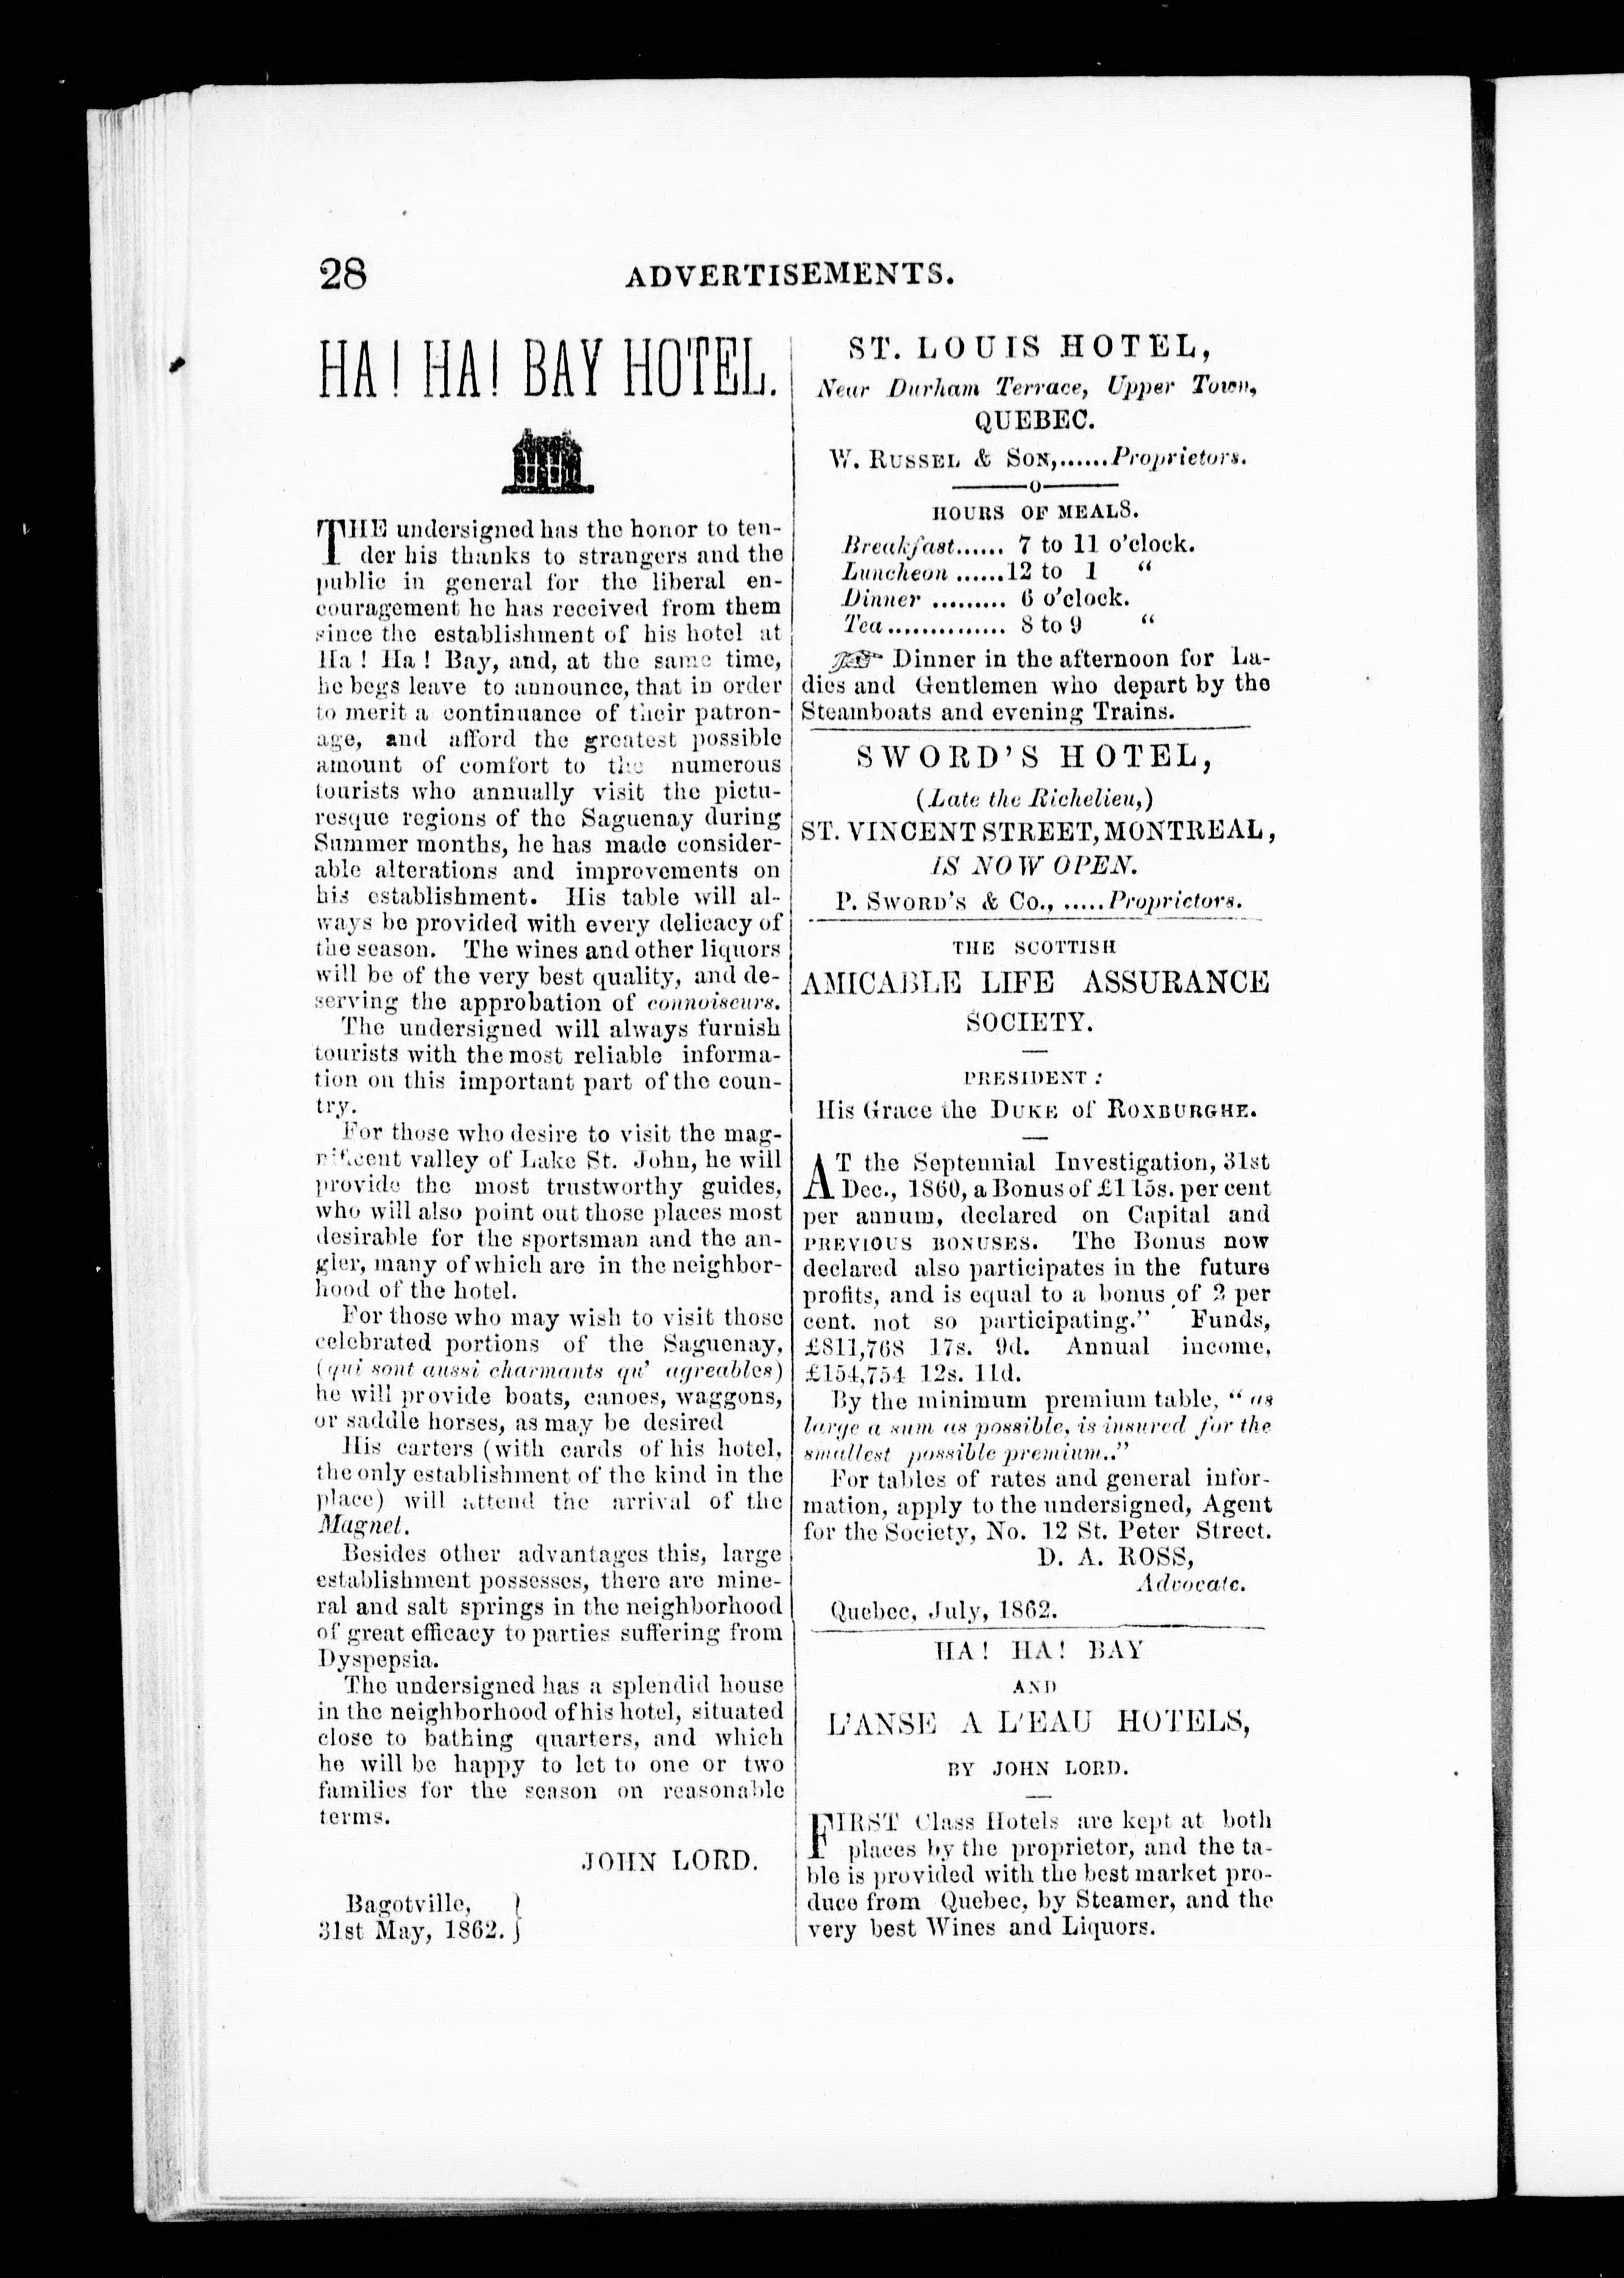 28
ADVERTISEMENTS.
HA! HA! BAY HOTEL.
THE undersigned has the honor to ten-
der his thanks to strangers and the
public in general for the liberal en-
couragement he has received from them
since the establishment of his hotel at
Ha ! Ha ! Bay, and, at the same time,
he begs leave to announce, that in order
to merit a continuance of their patron-
age, and afford the greatest possible
amount of comfort to the numerous
tourists who annually visit the pictu-
resque regions of the Saguenay during
Summer months, he has made consider-
able alterations and improvements on
his establishment. His table will al-
ways be provided with every delicacy of
the season. The wines and other liquors
will be of the very best quality, and de-
serving the approbation of connoiseurs.
The undersigned will always furnish
tourists with the most reliable informa-
tion on this important part of the coun-
try.
For those who desire to visit the mag-
nificent valley of Lake St. John, he will
provide the most trustworthy guides,
who will also point out those places most
desirable for the sportsman and the an-
gler, many of which are in the neighbor-
hood of the hotel.
For those who may wish to visit those
celebrated portions of the Saguenay,
(qui sont aussi charmants qu' agreables)
he will provide boats, canoes, waggons,
or saddle horses, as may be desired
His carters (with cards of his hotel,
the only establishment of the kind in the
place) will attend the arrival of the
Magnet.
Besides other advantages this, large
establishment possesses, there are mine-
ral and salt springs in the neighborhood
of great efficacy to parties suffering from
Dyspepsia.
The undersigned has a splendid house
in the neighborhood of his hotel, situated
close to bathing quarters, and which
he will be happy to let to one or two
families for the season on reasonable
terms.
JOHN LORD.
Bagotville, }
31st May, 1862. }
ST. LOUIS HOTEL,
Near Durham Terrace, Upper Town,
QUEBEC.
W. RUSSEL & SON,......Proprietors.
O
HOURS OF MEALS.
Breakfast...... 7 to 11 o'clock.
Luncheon ......12 to 1 "
Dinner ......... 6 o'clock.
Tea............... 8 to 9 "
☞ Dinner in the afternoon for La-
dies and Gentlemen who depart by the
Steamboats and evening Trains.
SWORD'S HOTEL,
(Late the Richelieu,)
ST. VINCENT STREET, MONTREAL,
IS NOW OPEN.
P. SWORD'S & CO., .....Proprietors.
THE SCOTTISH
AMICABLE LIFE ASSURANCE
SOCIETY.
PRESIDENT :
His Grace the DUKE of ROXBURGHE.
AT the Septennial Investigation, 31st
Dec., 1860, a Bonus of £1 15s. per cent
per annum, declared on Capital and
PREVIOUS BONUSES. The Bonus now
declared also participates in the future
profits, and is equal to a bonus of 2 per
cent. not so participating." Funds,
£811,768 17s. 9d. Annual income,
£154,754 12s. 11d.
By the minimum premium table, "as
large a sum as possible, is insured for the
smallest possible premium.."
For tables of rates and general infor-
mation, apply to the undersigned, Agent
for the Society, No. 12 St. Peter Street.
D. A. ROSS,
Advocate.
Quebec, July, 1862.
HA! HA! BAY
AND
L'ANSE A L'EAU HOTELS,
BY JOHN LORD.
FIRST Class Hotels are kept at both
places by the proprietor, and the ta-
ble is provided with the best market pro-
duce from Quebec, by Steamer, and the
very best Wines and Liquors.